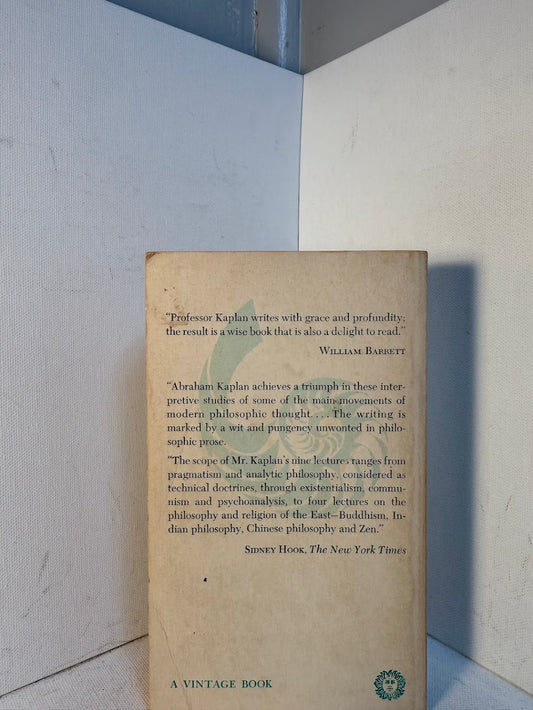 "Professor Kaplan writes with grace and profundity;
the result is a wise book that is also a delight to read."
WILLIAM BARRETT
"Abraham Kaplan achieves a triumph in these inter-
pretive studies of some of the main movements of
modern philosophic thought. . . . The writing is
marked by a wit and pungency unwonted in philo-
sophic prose.
"The scope of Mr. Kaplan's nine lectures ranges from
pragmatism and analytic philosophy, considered as
technical doctrines, through existentialism, commu-
nism and psychoanalysis, to four lectures on the
philosophy and religion of the East—Buddhism, In-
dian philosophy, Chinese philosophy and Zen."
SIDNEY HOOK, The New York Times
A VINTAGE BOOK